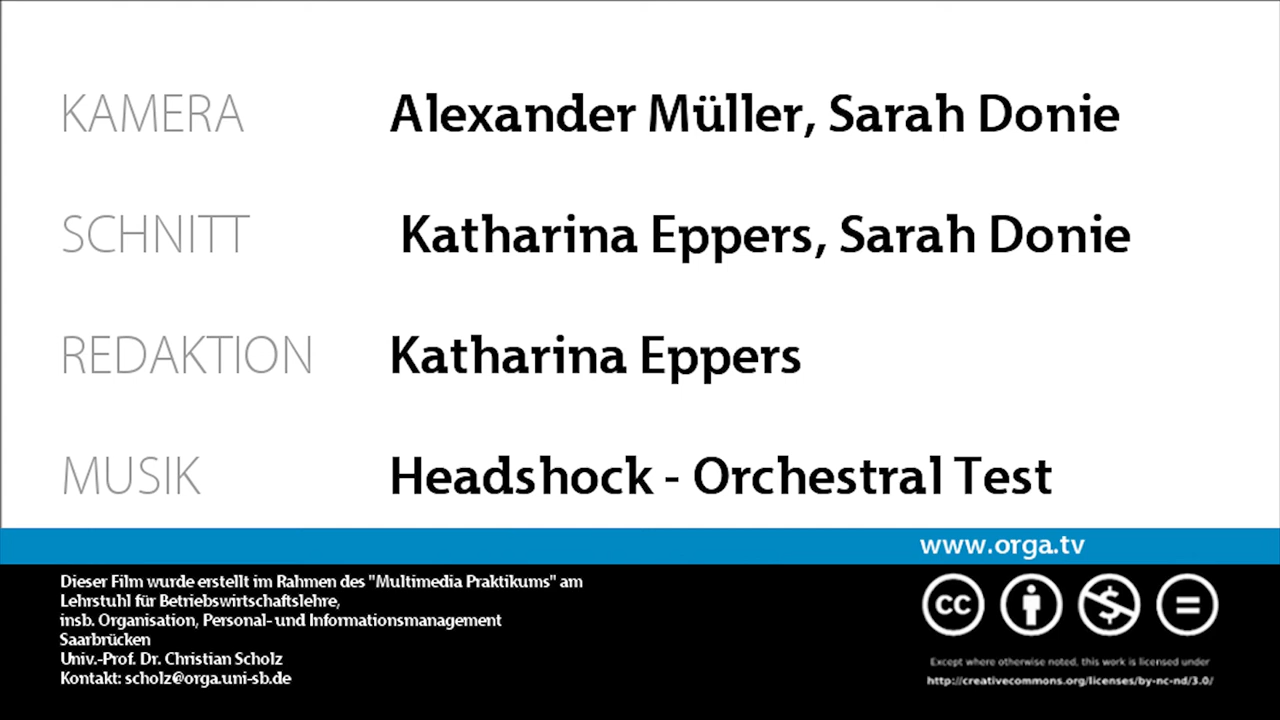 KAMERA Alexander Müller, Sarah Donie
SCHNITT Katharina Eppers, Sarah Donie
REDAKTION Katharina Eppers
MUSIK Headshock - Orchestral Test
www.orga.tv
Dieser Film wurde erstellt im Rahmen des "Multimedia Praktikums" am
Lehrstuhl für Betriebswirtschaftslehre,
insb. Organisation, Personal- und Informationsmanagement
Saarbrücken
Univ.-Prof. Dr. Christian Scholz
Kontakt: scholz@orga.uni-sb.de
cc
Except where otherwise noted, this work is licensed under
http://creativecommons.org/licenses/by-nc-nd/3.0/